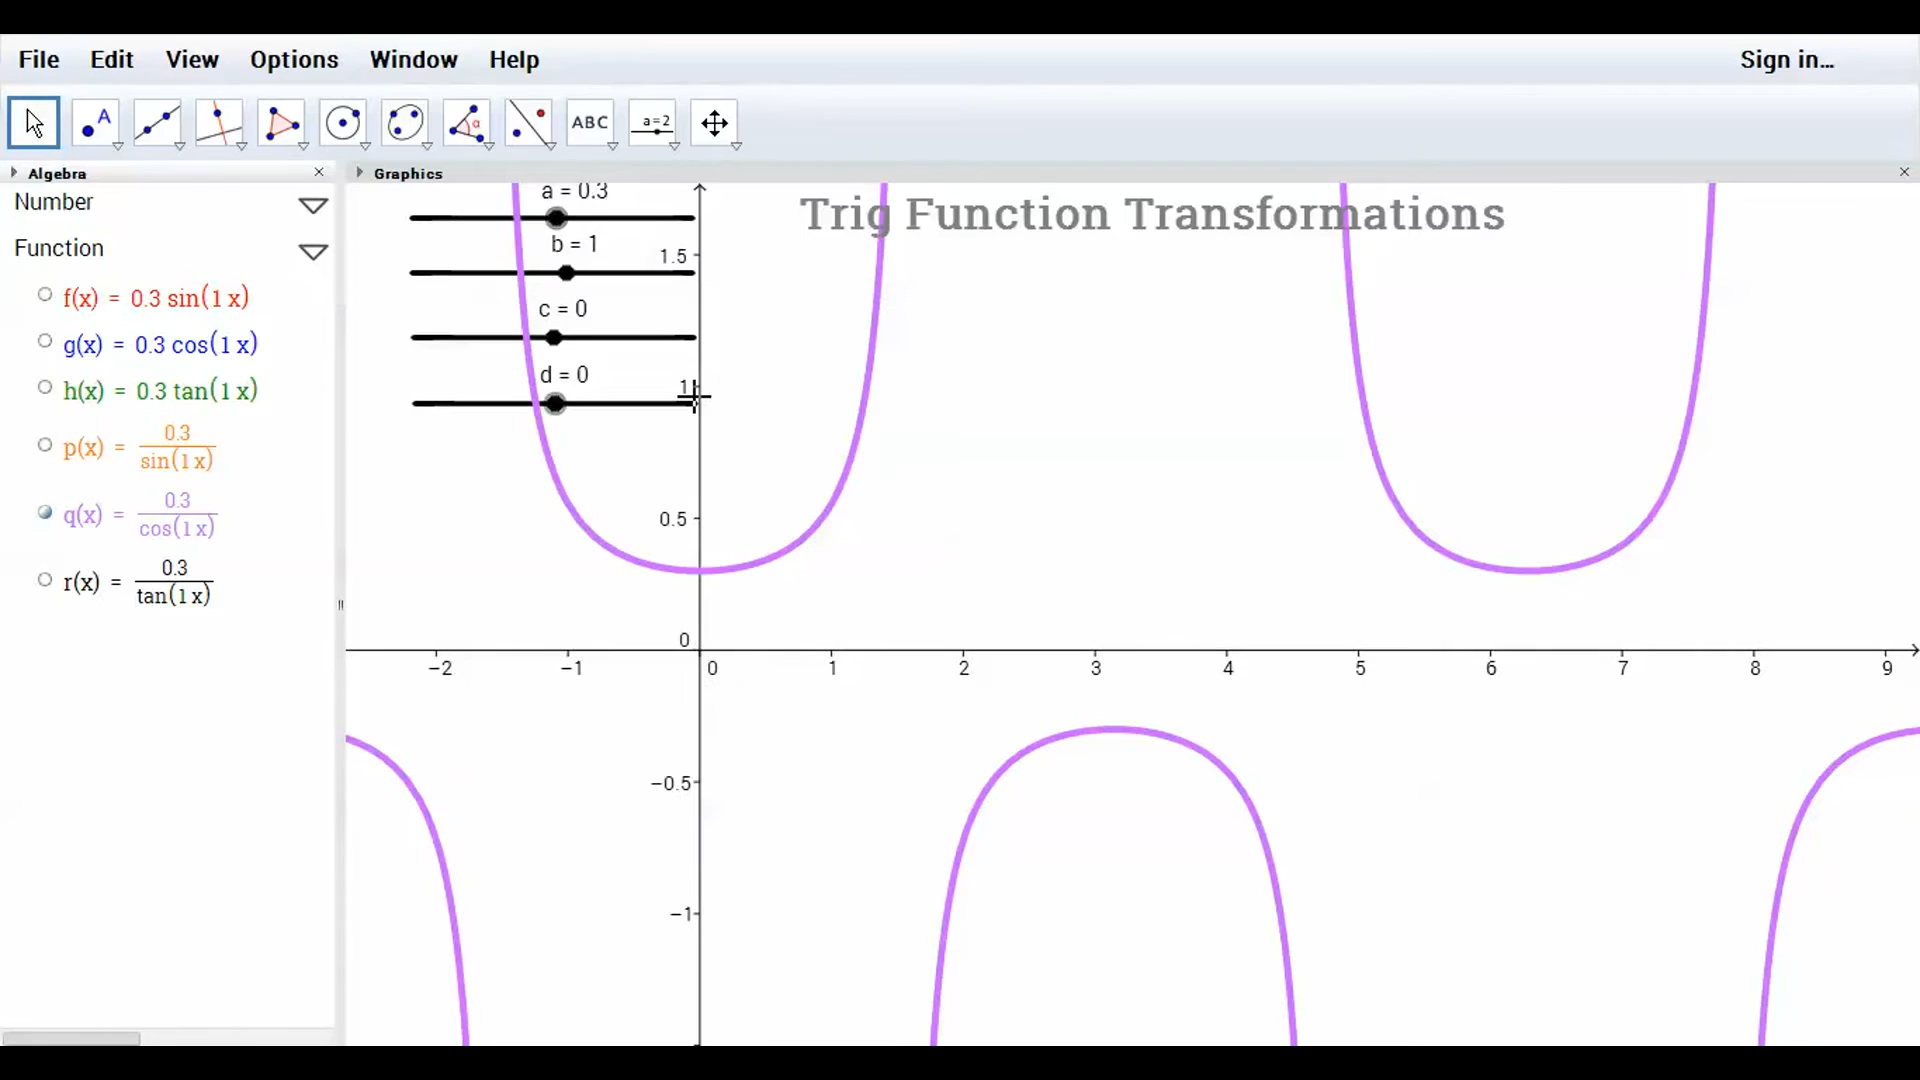 File Edit View Options Window Help Sign in...
A α ABC a=2
Algebra
Graphics
Number
Function
f(x) = 0.3 sin(1 x)
g(x) = 0.3 cos(1 x)
h(x) = 0.3 tan(1 x)
p(x) = 0.3 / sin(1 x)
q(x) = 0.3 / cos(1 x)
r(x) = 0.3 / tan(1 x)
Trig Function Transformations
a = 0.3
b = 1
c = 0
d = 0
1.5
1
0.5
0
−2 −1 0 1 2 3 4 5 6 7 8 9
−0.5
−1